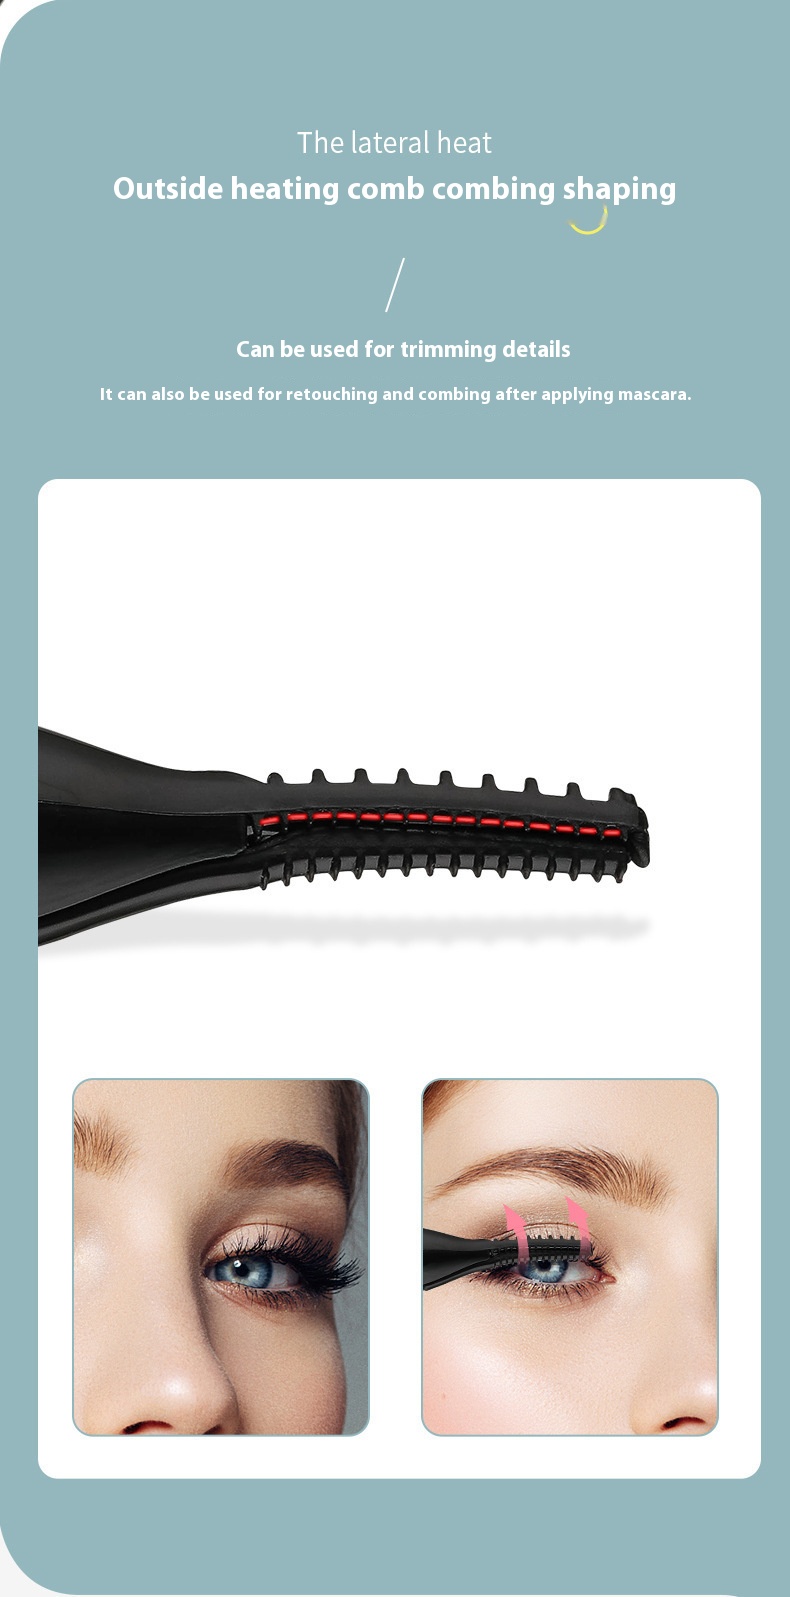 The lateral heat
Outside heating comb combing shaping
Can be used for trimming details
It can also be used for retouching and combing after applying mascara.